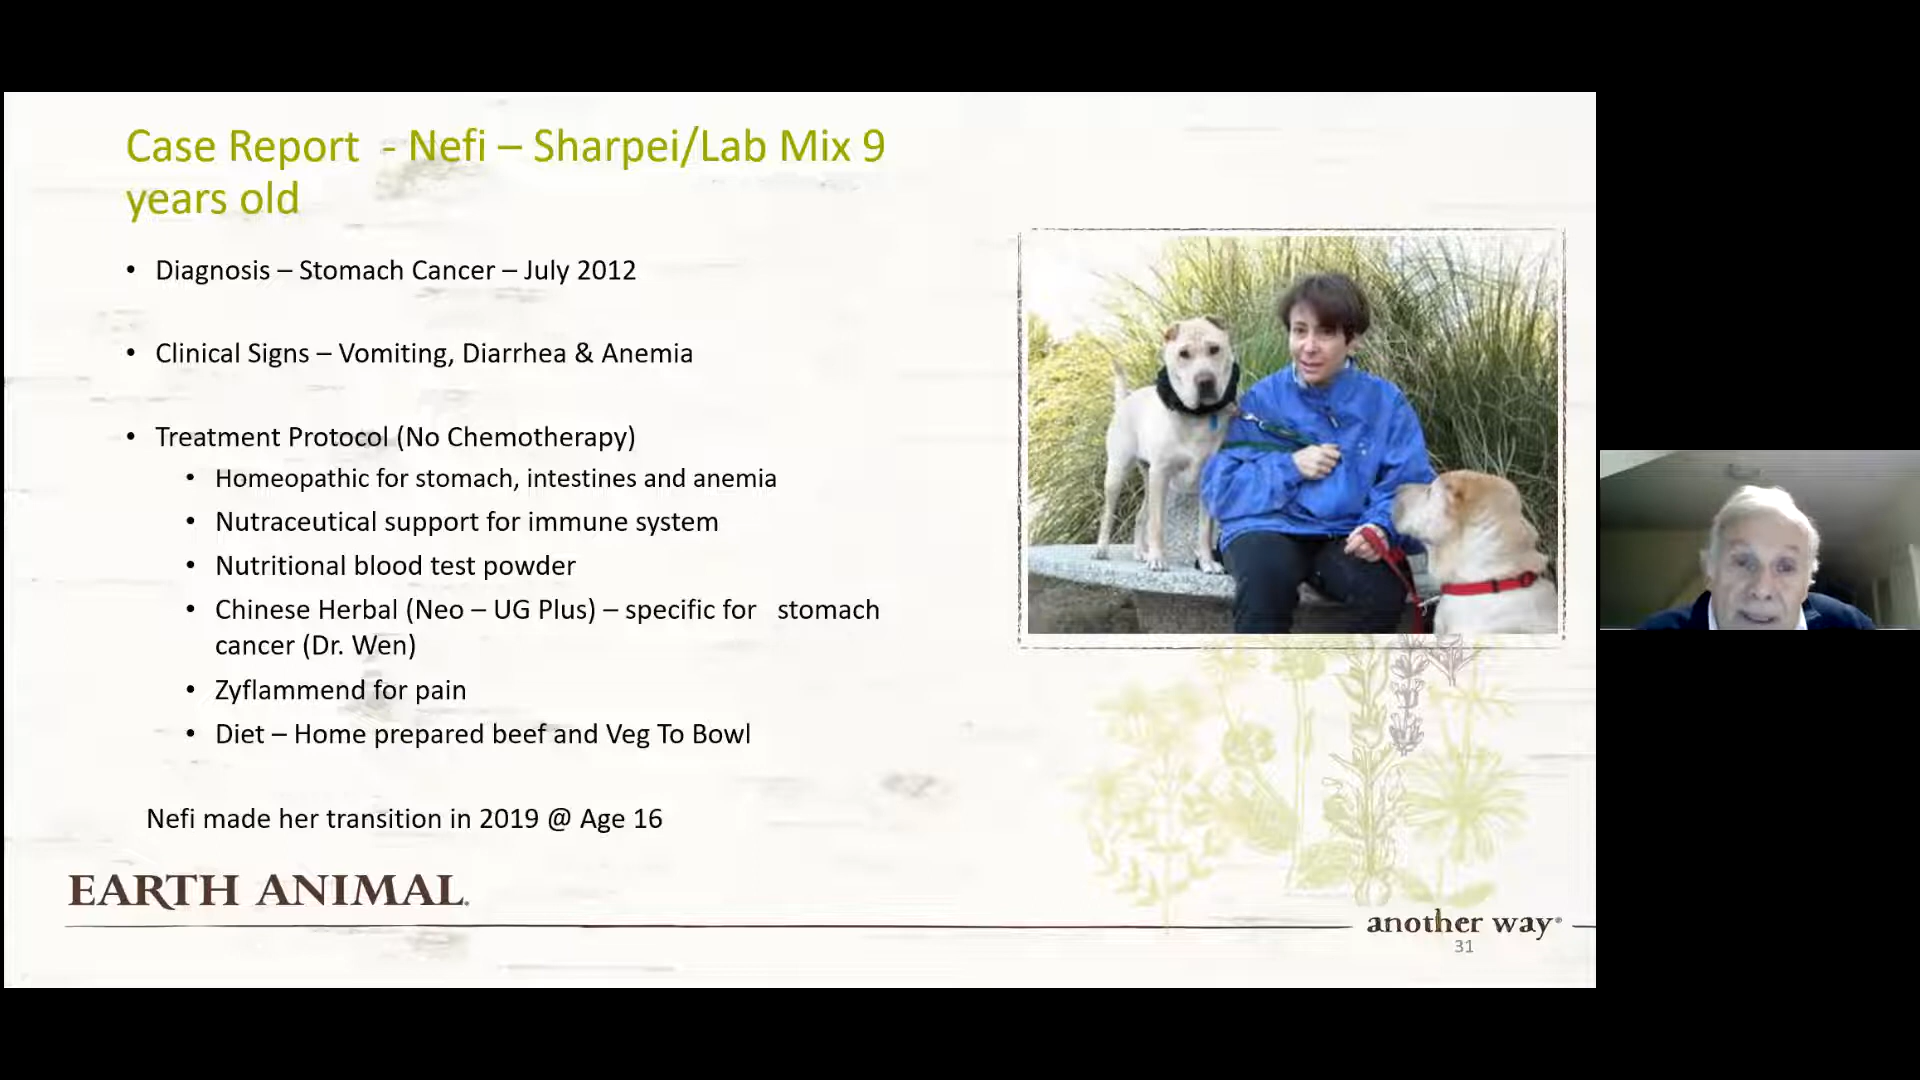 Case Report  - Nefi – Sharpei/Lab Mix 9
years old
• Diagnosis – Stomach Cancer – July 2012
• Clinical Signs – Vomiting, Diarrhea & Anemia
• Treatment Protocol (No Chemotherapy)
• Homeopathic for stomach, intestines and anemia
• Nutraceutical support for immune system
• Nutritional blood test powder
• Chinese Herbal (Neo – UG Plus) – specific for   stomach
cancer (Dr. Wen)
• Zyflammend for pain
• Diet – Home prepared beef and Veg To Bowl
Nefi made her transition in 2019 @ Age 16
EARTH ANIMAL.
another way®
31